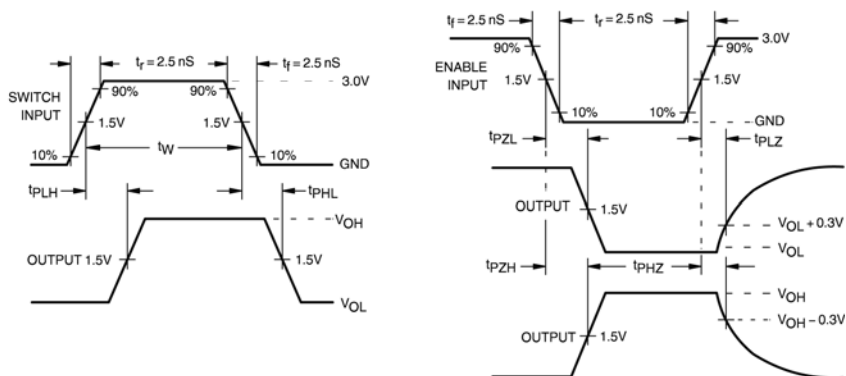 tr = 2.5 nS
tf = 2.5 nS
SWITCH
INPUT
90%
90%
3.0V
1.5V
1.5V
10%
tW
10%
GND
tPLH
tPHL
VOH
OUTPUT
1.5V
1.5V
VOL
tf = 2.5 nS
tr = 2.5 nS
3.0V
90%
90%
ENABLE
INPUT
1.5V
1.5V
10%
10%
GND
tPZL
tPLZ
OUTPUT
1.5V
VOL + 0.3V
VOL
tPZH
tPHZ
VOH
VOH – 0.3V
OUTPUT
1.5V